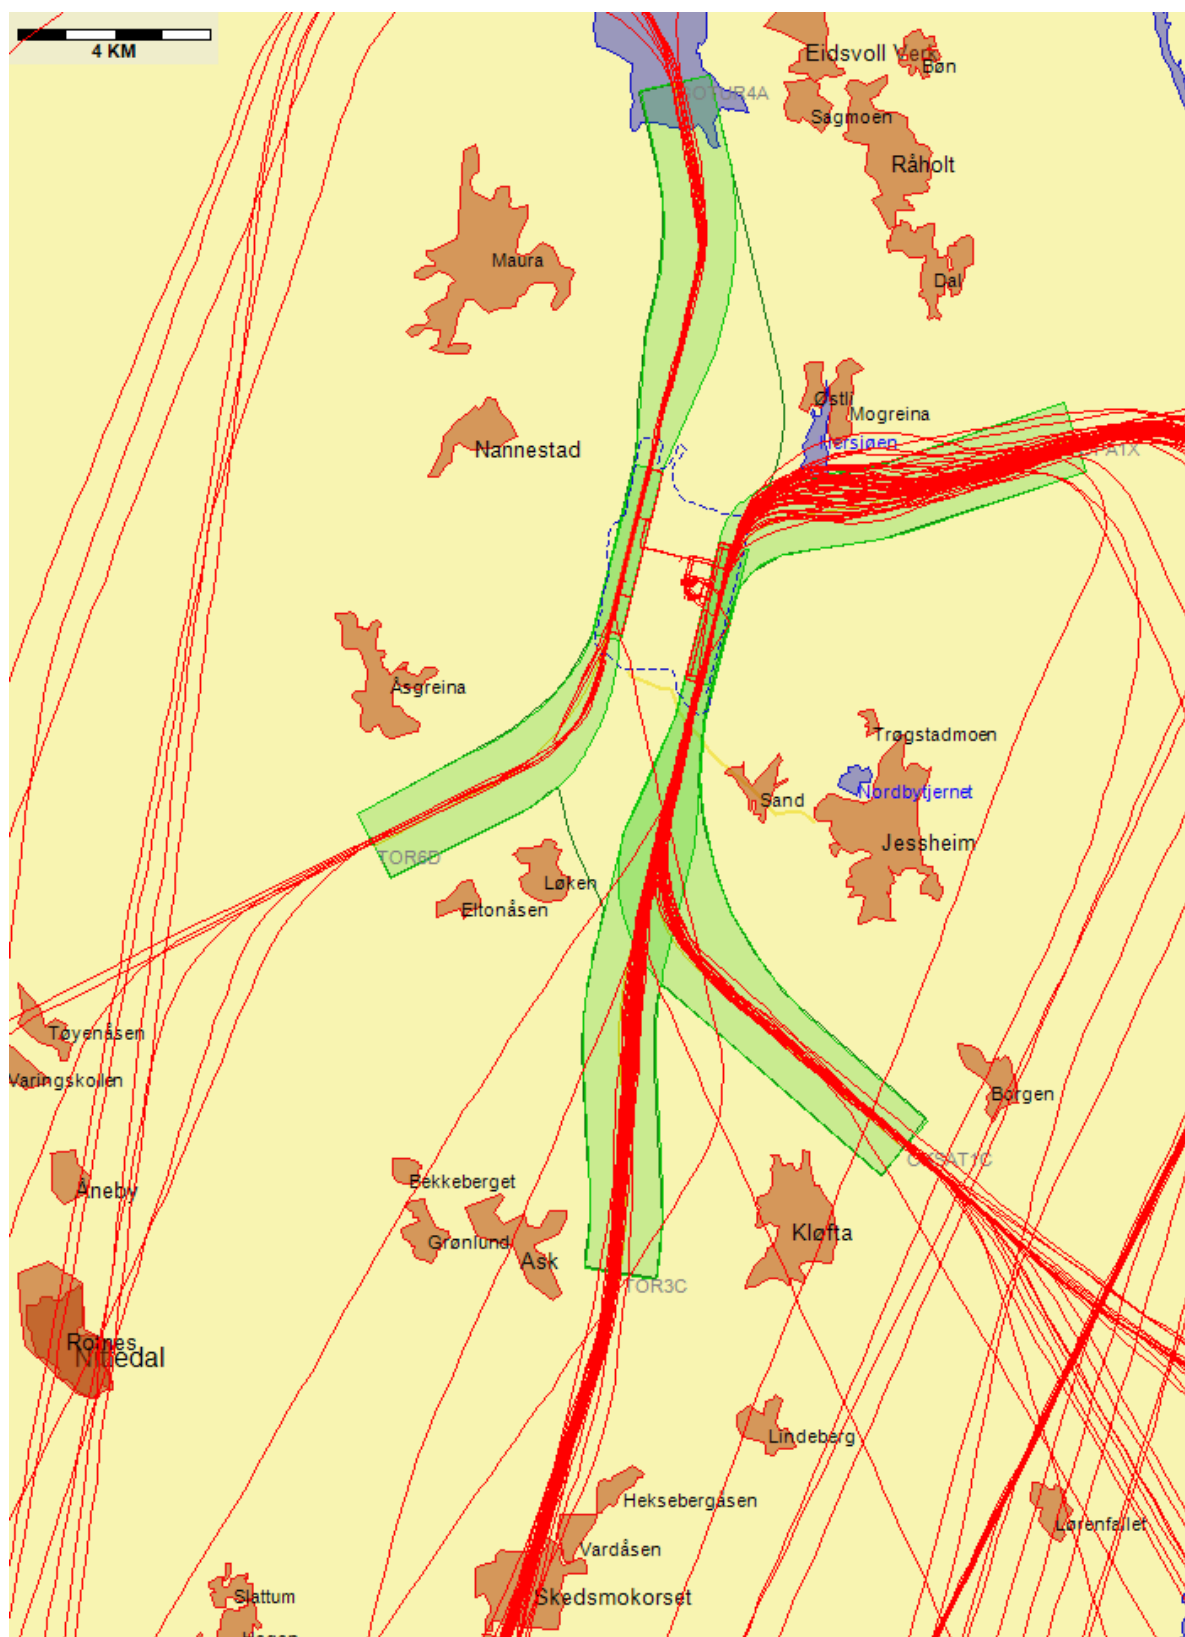 4 KM
Eidsvoll Verk
Bøn
Sagmoen
Råholt
Maura
Dal
Østli
Mogreina
Hersjøen
Nannestad
Åsgreina
Trøgstadmoen
Nordbytjernet
Sand
Jessheim
TOR6D
Løken
Eltonåsen
Tøyenåsen
Varingskollen
Borgen
OKSAT1C
Åneby
Bekkeberget
Grønlund
Ask
Kløfta
TOR3C
Rotnes
Nittedal
Lindeberg
Heksebergåsen
Lørenfallet
Vardåsen
Slattum
Skedsmokorset